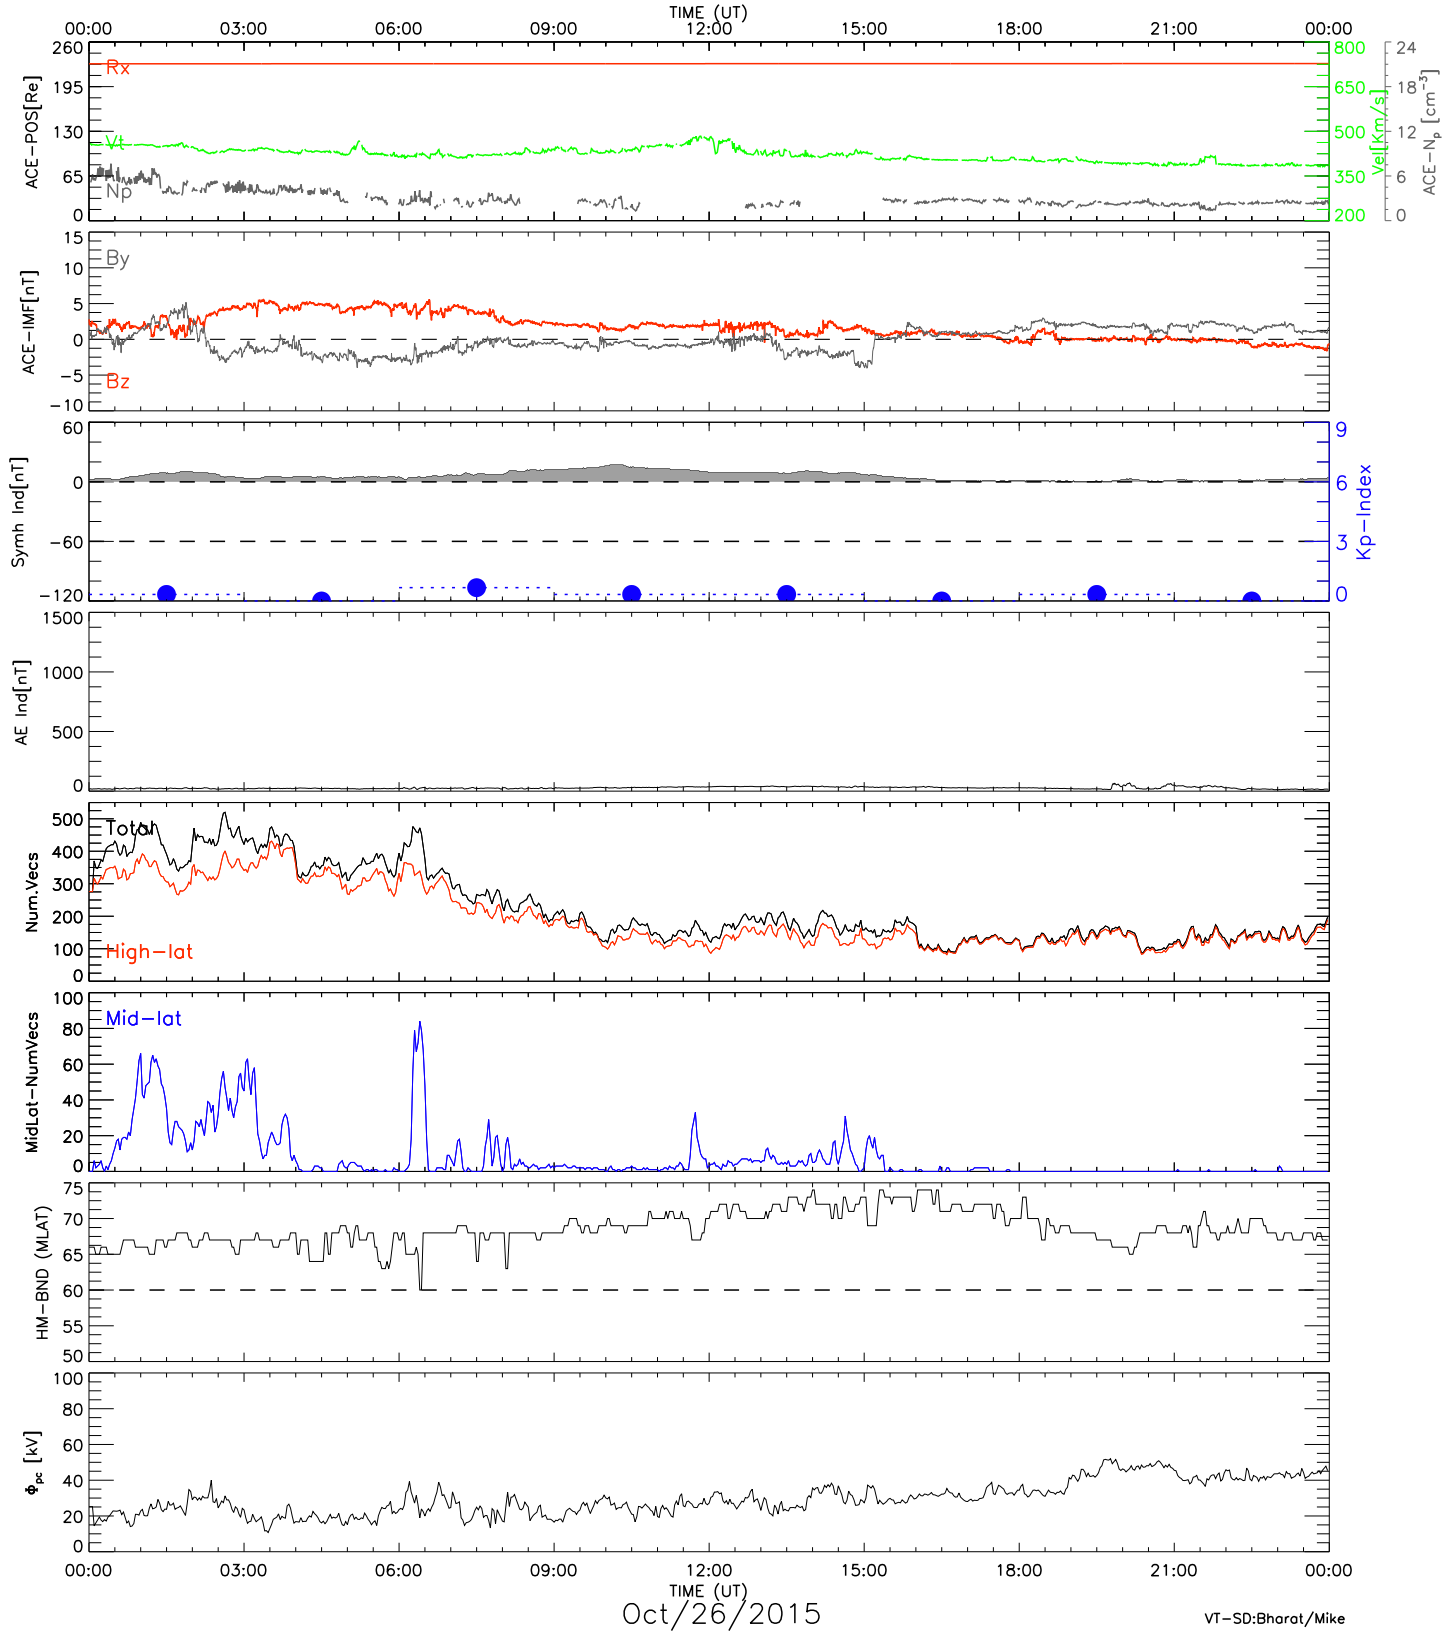 TIME (UT)
00:00 03:00 06:00 09:00 12:00 15:00 18:00 21:00 00:00
ACE-POS[Re]
260
195
130
65
0
Rx
Vt
Np
800
650
500
350
200
Vel[Km/s]
24
18
12
6
0
ACE-Np [cm-3]
ACE-IMF[nT]
15
10
5
0
-5
-10
By
Bz
Symh Ind[nT]
60
0
-60
-120
9
6
3
0
Kp-Index
AE Ind[nT]
1500
1000
500
0
Num.Vecs
500
400
300
200
100
0
Total
High-lat
MidLat-NumVecs
100
80
60
40
20
0
Mid-lat
HM-BND (MLAT)
75
70
65
60
55
50
Φpc [kV]
100
80
60
40
20
0
00:00 03:00 06:00 09:00 12:00 15:00 18:00 21:00 00:00
TIME (UT)
Oct/26/2015
VT-SD:Bharat/Mike